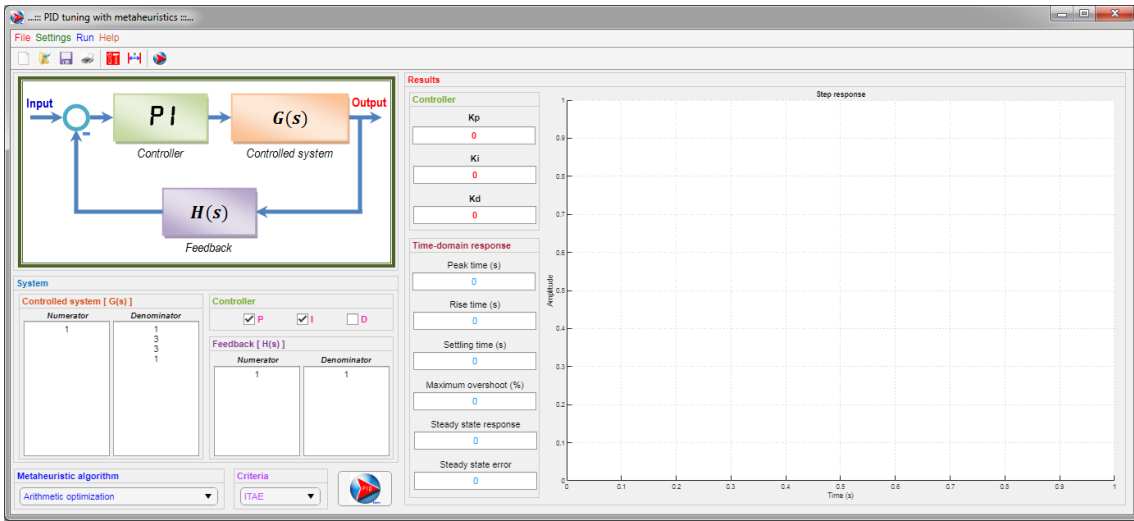 ...::: PID tuning with metaheuristics :::...
File Settings Run Help
Input
PI
G(s)
Output
Controller
Controlled system
H(s)
Feedback
System
Controlled system [ G(s) ]
Numerator Denominator
1 1
3
3
1
Controller
P I D
Feedback [ H(s) ]
Numerator Denominator
1 1
Metaheuristic algorithm
Arithmetic optimization
Criteria
ITAE
PID
Results
Controller
Kp
0
Ki
0
Kd
0
Time-domain response
Peak time (s)
0
Rise time (s)
0
Settling time (s)
0
Maximum overshoot (%)
0
Steady state response
0
Steady state error
0
Step response
Amplitude
1
0.9
0.8
0.7
0.6
0.5
0.4
0.3
0.2
0.1
0
0 0.1 0.2 0.3 0.4 0.5 0.6 0.7 0.8 0.9 1
Time (s)